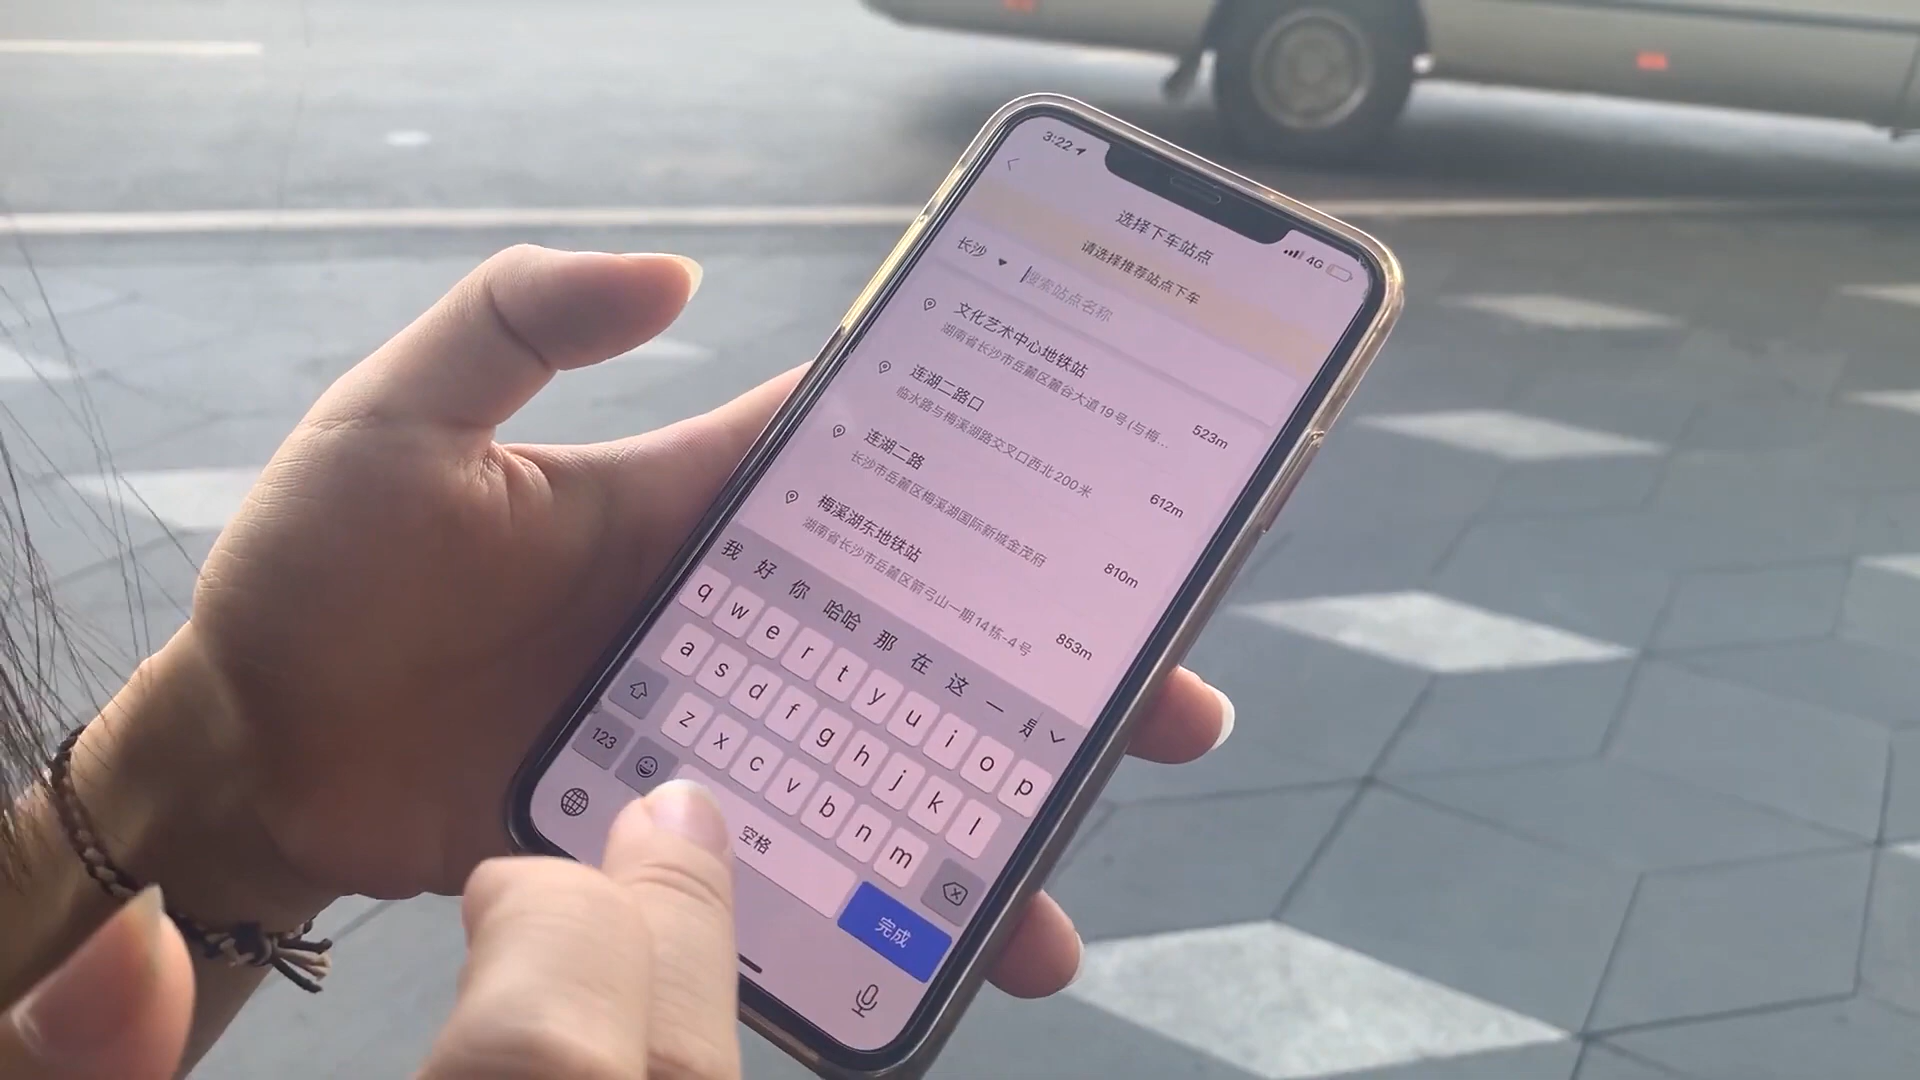 3:22
4G
选择下车站点
请选择推荐站点下车
长沙
搜索站点名称
文化艺术中心地铁站
湖南省长沙市岳麓区麓谷大道19号(与梅...
523m
连湖二路口
临水路与梅溪湖路交叉口西北200米
612m
连湖二路
长沙市岳麓区梅溪湖国际新城金茂府
810m
梅溪湖东地铁站
湖南省长沙市岳麓区箭弓山一期14栋-4号
853m
我 好 你 哈哈 那 在 这 一 是
q w e r t y u i o p
a s d f g h j k l
z x c v b n m
123 空格 完成